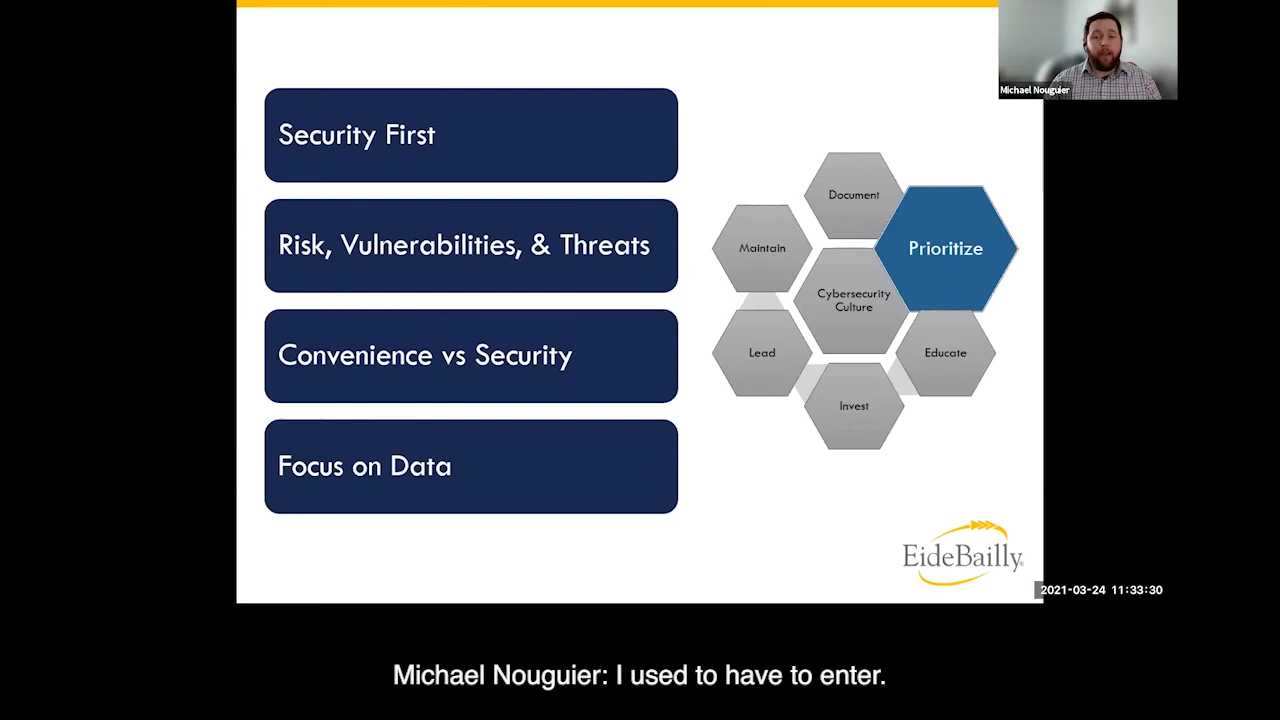 Michael Nouguier
Security First
Risk, Vulnerabilities, & Threats
Convenience vs Security
Focus on Data
Document
Prioritize
Maintain
Cybersecurity
Culture
Lead
Educate
Invest
EideBailly®
2021-03-24 11:33:30
Michael Nouguier: I used to have to enter.